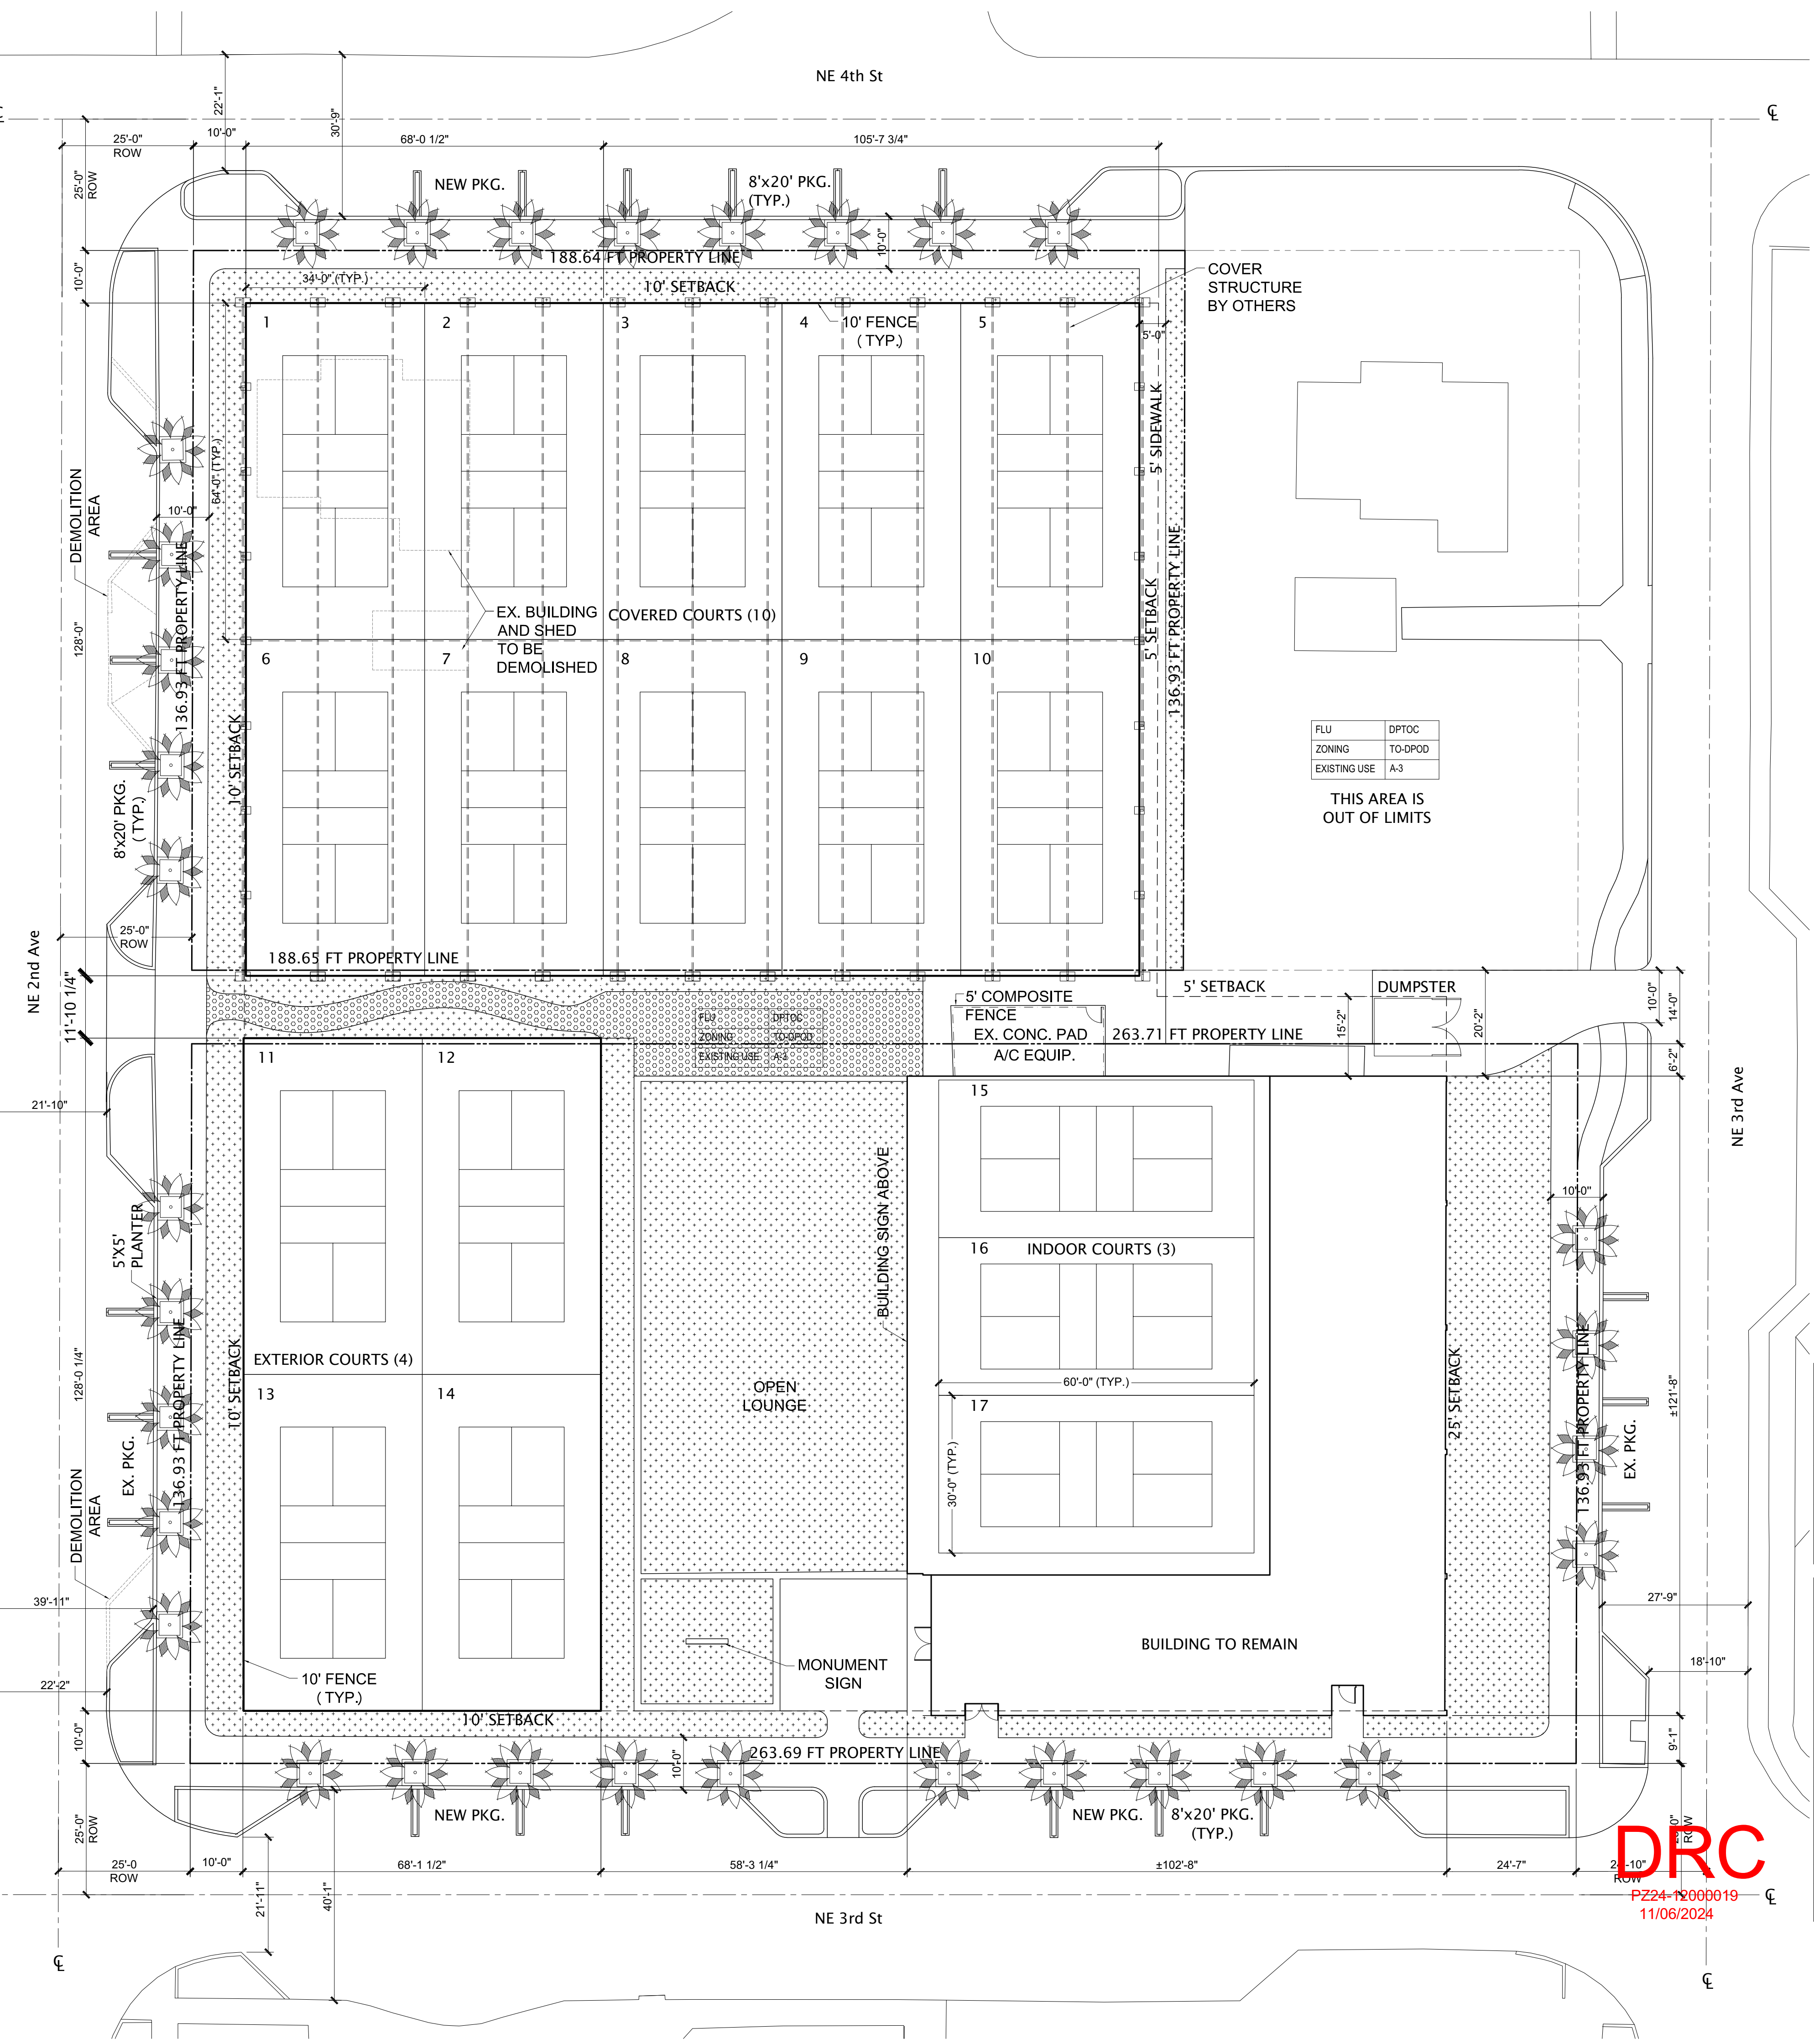 NE 4th St
22'-1"
30'-9"
25'-0"
ROW
10'-0"
68'-0 1/2"
105'-7 3/4"
25'-0"
ROW
NEW PKG.
8'x20' PKG.
(TYP.)
10'-0"
188.64 FT PROPERTY LINE
10'-0"
34'-0" (TYP.)
10' SETBACK
COVER
STRUCTURE
BY OTHERS
1
2
3
4
10' FENCE
(TYP.)
5
5'-0"
5' SIDEWALK
64'-0" (TYP.)
DEMOLITION
AREA
10'-0"
136.93 FT PROPERTY LINE
128'-0"
EX. BUILDING
AND SHED
TO BE
DEMOLISHED
COVERED COURTS (10)
5' SETBACK
136.93 FT PROPERTY LINE
6
7
8
9
10
10' SETBACK
FLU DPTOC
ZONING TO-DPOD
EXISTING USE A-3
THIS AREA IS
OUT OF LIMITS
8'x20' PKG.
(TYP.)
25'-0"
ROW
NE 2nd Ave
188.65 FT PROPERTY LINE
11'-10 1/4"
5' COMPOSITE
FENCE
EX. CONC. PAD
A/C EQUIP.
5' SETBACK
DUMPSTER
263.71 FT PROPERTY LINE
15'-2"
20'-2"
10'-0"
14'-0"
6'-2"
FLU DPTOC
ZONING TO-DPOD
EXISTING USE A-3
11
12
15
21'-10"
NE 3rd Ave
BUILDING SIGN ABOVE
10'-0"
5'X5'
PLANTER
16
INDOOR COURTS (3)
136.93 FT PROPERTY LINE
10' SETBACK
EXTERIOR COURTS (4)
128'-0 1/4"
13
14
OPEN
LOUNGE
60'-0" (TYP.)
17
30'-0" (TYP.)
25' SETBACK
136.93 FT PROPERTY LINE
EX. PKG.
±121'-8"
EX. PKG.
DEMOLITION
AREA
39'-11"
27'-9"
BUILDING TO REMAIN
MONUMENT
SIGN
10' FENCE
(TYP.)
22'-2"
18'-10"
10'-0"
10' SETBACK
10'-0"
263.69 FT PROPERTY LINE
9'-1"
NEW PKG.
NEW PKG.
8'x20' PKG.
(TYP.)
25'-0"
ROW
ROW
25'-0
ROW
10'-0"
68'-1 1/2"
58'-3 1/4"
±102'-8"
24'-7"
ROW
21'-11"
40'-1"
NE 3rd St
DRC
PZ24-12000019
11/06/2024